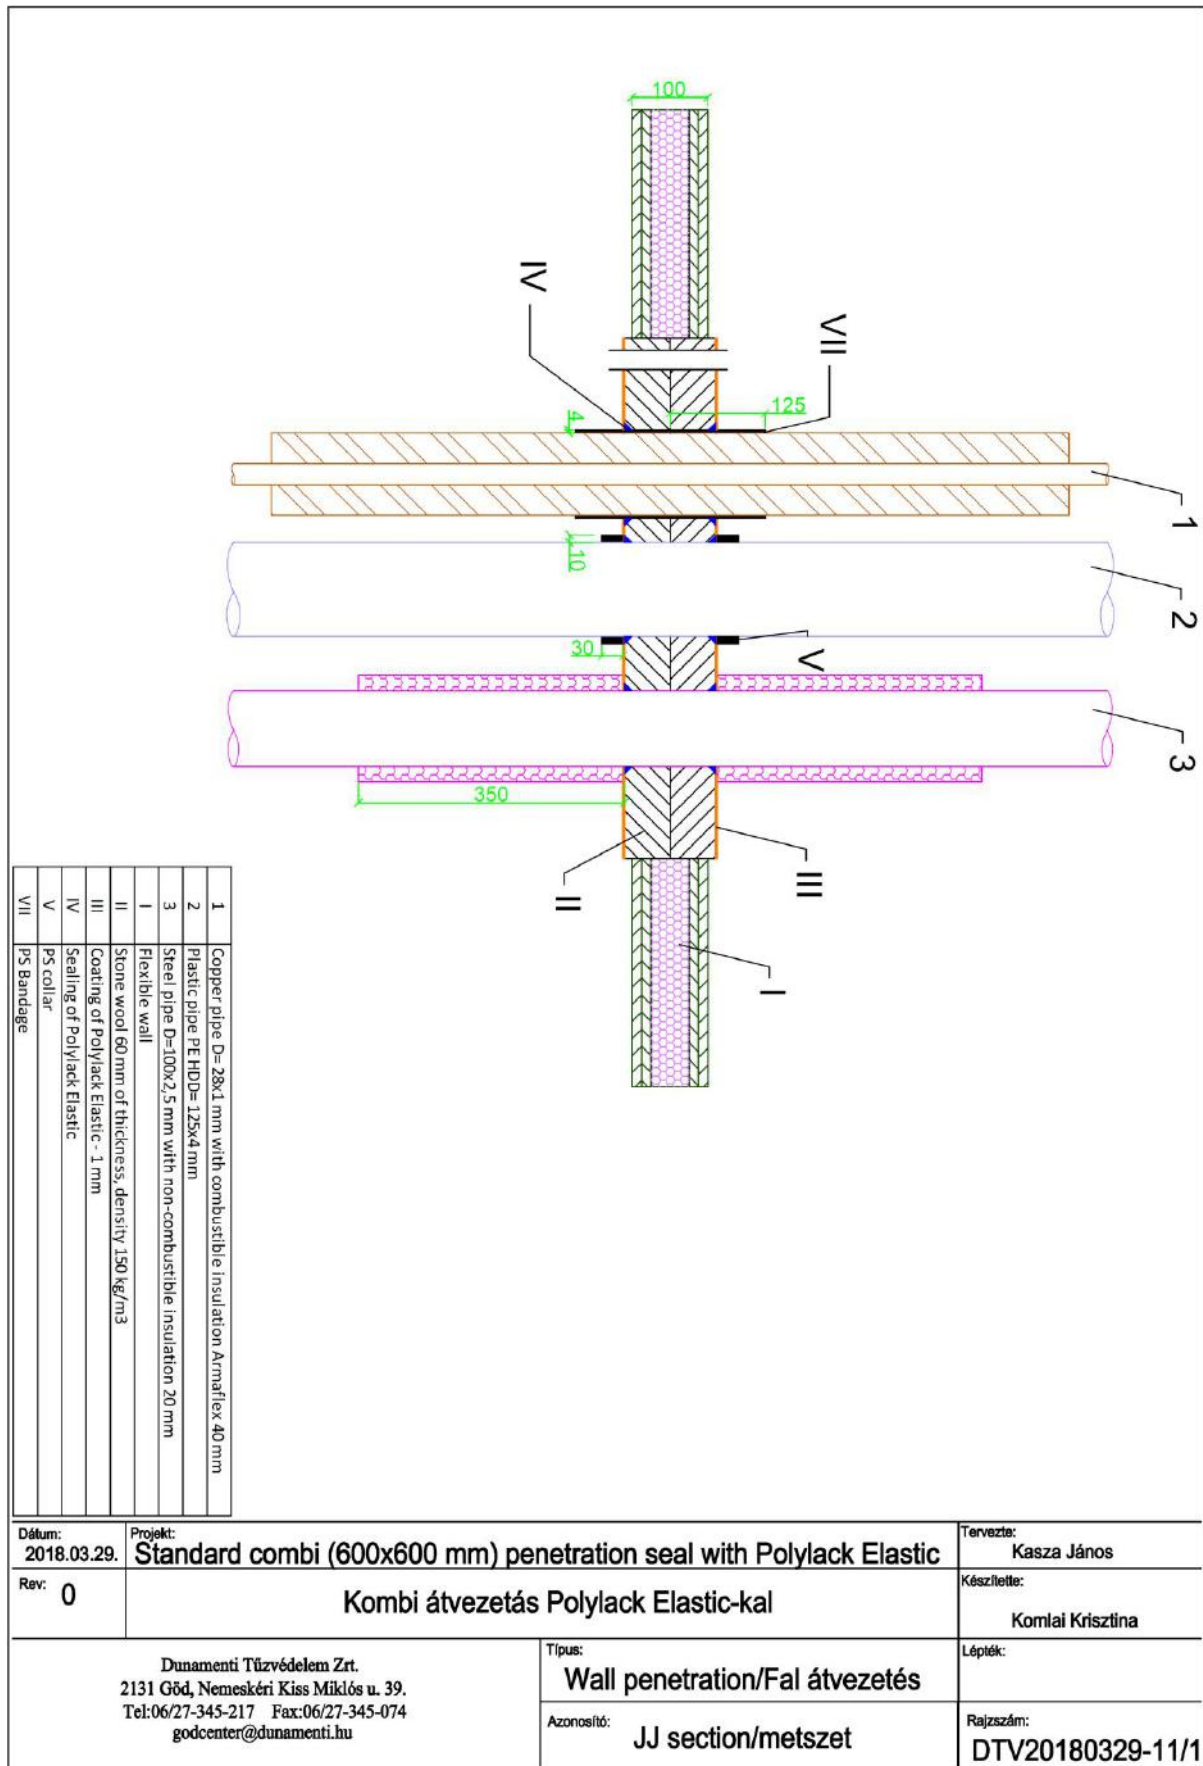 100
IV
VII
4
125
1
10
2
30
V
3
350
III
II
I
1 Copper pipe D= 28x1 mm with combustible insulation Armaflex 40 mm
2 Plastic pipe PE HDD= 125x4 mm
3 Steel pipe D=100x2,5 mm with non-combustible insulation 20 mm
I Flexible wall
II Stone wool 60 mm of thickness, density 150 kg/m3
III Coating of Polylack Elastic - 1 mm
IV Sealing of Polylack Elastic
V PS collar
VII PS Bandage
Dátum:
2018.03.29.
Projekt:
Standard combi (600x600 mm) penetration seal with Polylack Elastic
Tervezte:
Kasza János
Rev: 0
Kombi átvezetás Polylack Elastic-kal
Készítette:
Komlai Krisztina
Dunamenti Tűzvédelem Zrt.
2131 Göd, Nemeskéri Kiss Miklós u. 39.
Tel:06/27-345-217 Fax:06/27-345-074
godcenter@dunamenti.hu
Típus:
Wall penetration/Fal átvezetés
Lépték:
Azonosító:
JJ section/metszet
Rajzszám:
DTV20180329-11/1